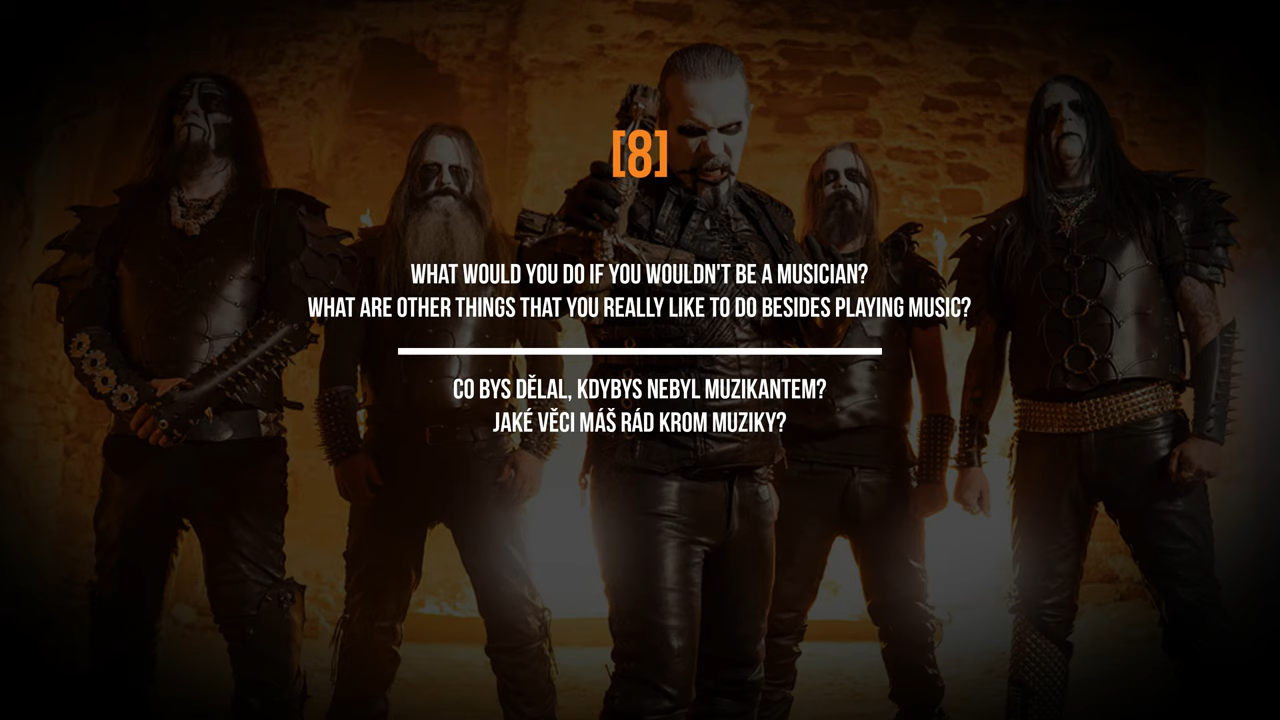 [8]
WHAT WOULD YOU DO IF YOU WOULDN'T BE A MUSICIAN?
WHAT ARE OTHER THINGS THAT YOU REALLY LIKE TO DO BESIDES PLAYING MUSIC?
CO BYS DĚLAL, KDYBYS NEBYL MUZIKANTEM?
JAKÉ VĚCI MÁŠ RÁD KROM MUZIKY?